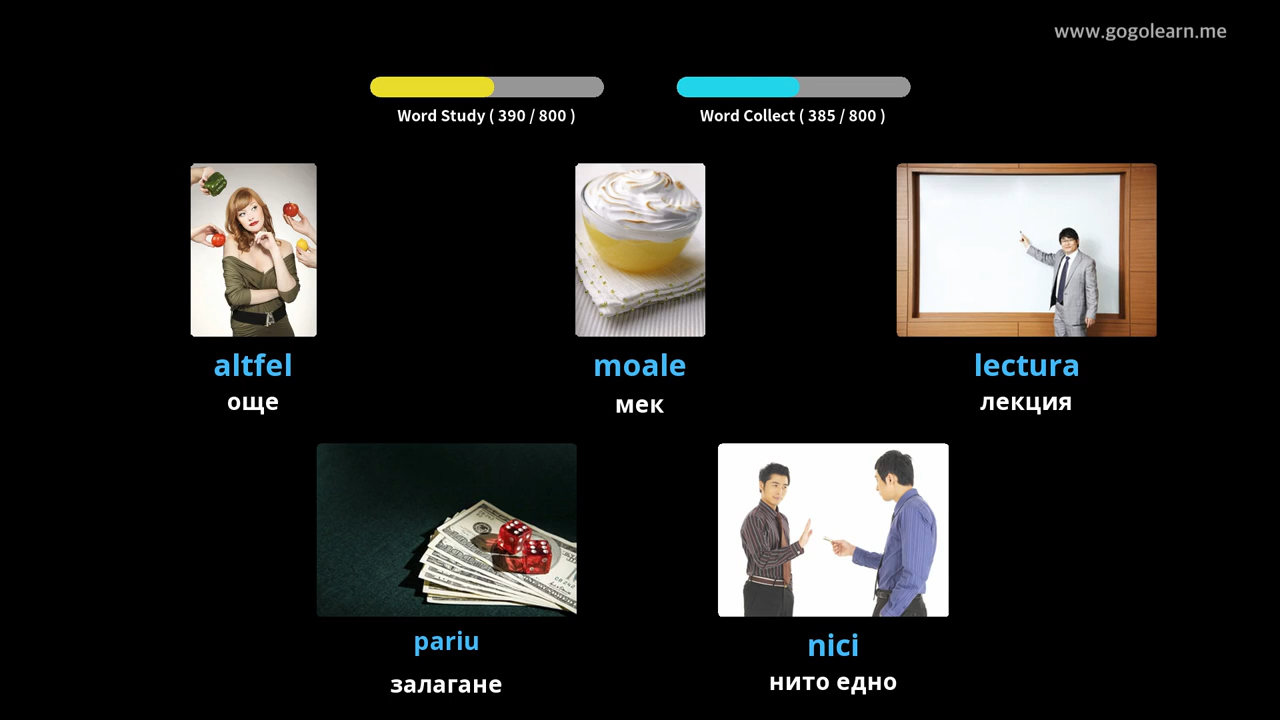 www.gogolearn.me
Word Study ( 390 / 800 )
Word Collect ( 385 / 800 )
altfel
още
moale
мек
lectura
лекция
pariu
залагане
nici
нито едно